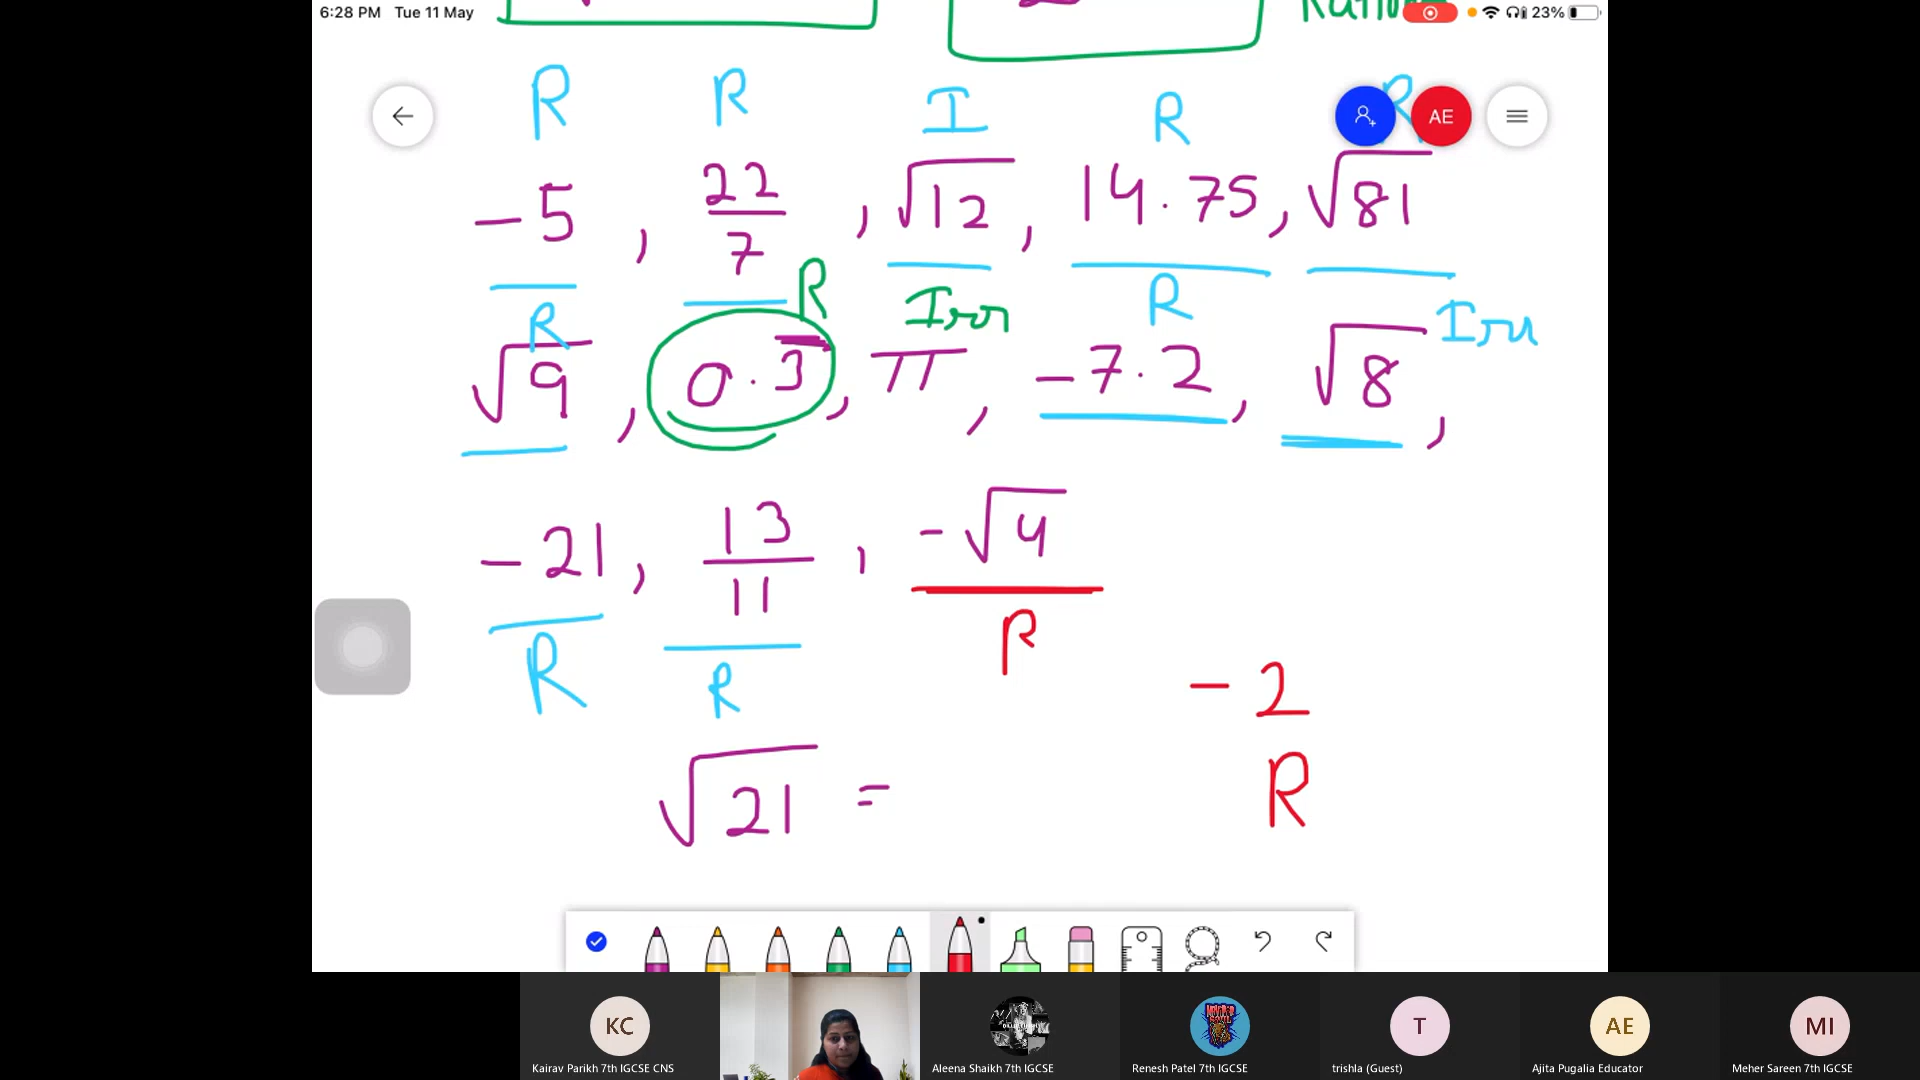 6:28 PM Tue 11 May
23%
R R I R R
AE
-5 , 22/7 , √12 , 14.75 , √81
R R Irr R Irr
√9 , 0.3̅ , π , -7.2 , √8 ,
-21 , 13/11 , -√4
R R R
-2
R
√21 =
KC T AE MI
Kairav Parikh 7th IGCSE CNS
Aleena Shaikh 7th IGCSE
Renesh Patel 7th IGCSE
trishla (Guest)
Ajita Pugalia Educator
Meher Sareen 7th IGCSE